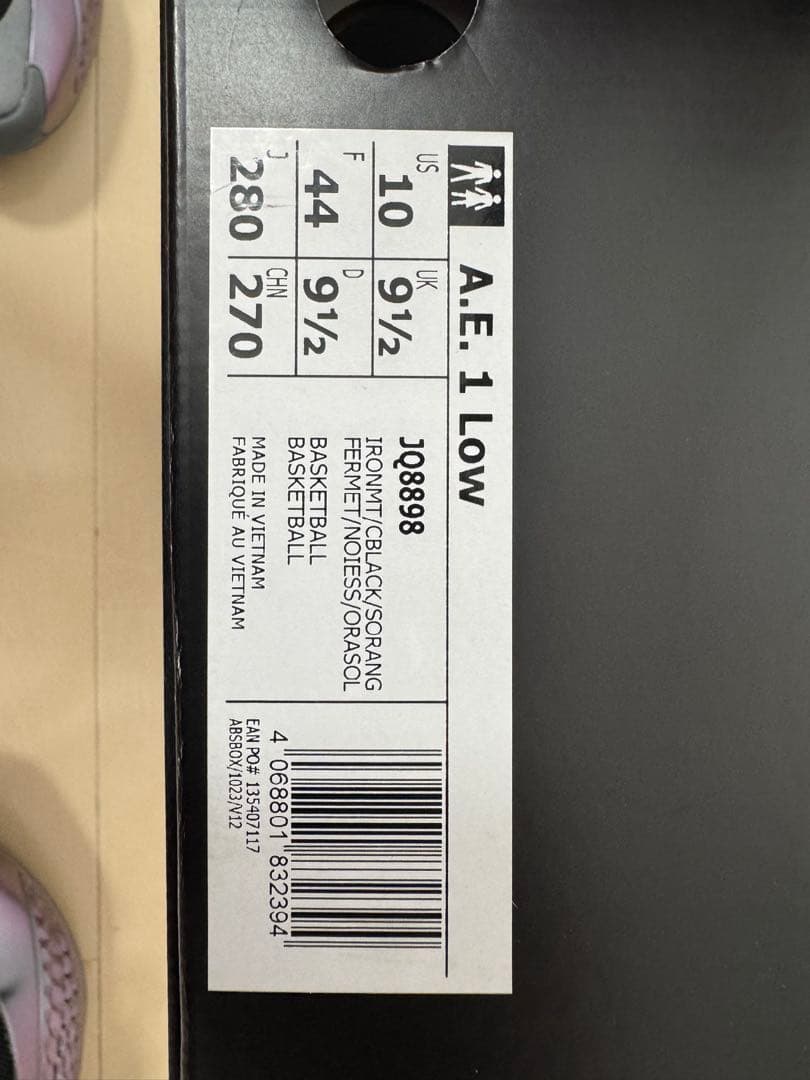 A.E. 1 Low
US UK
10 9½
F D
44 9½
J CHN
280 270
JQ8898
IRONMT/CBLACK/SORANG
FERMET/NOIESS/ORASOL
BASKETBALL
BASKETBALL
MADE IN VIETNAM
FABRIQUÉ AU VIETNAM
4 068801 832394
EAN PO# 135407117
ABSBOX/1023/V12